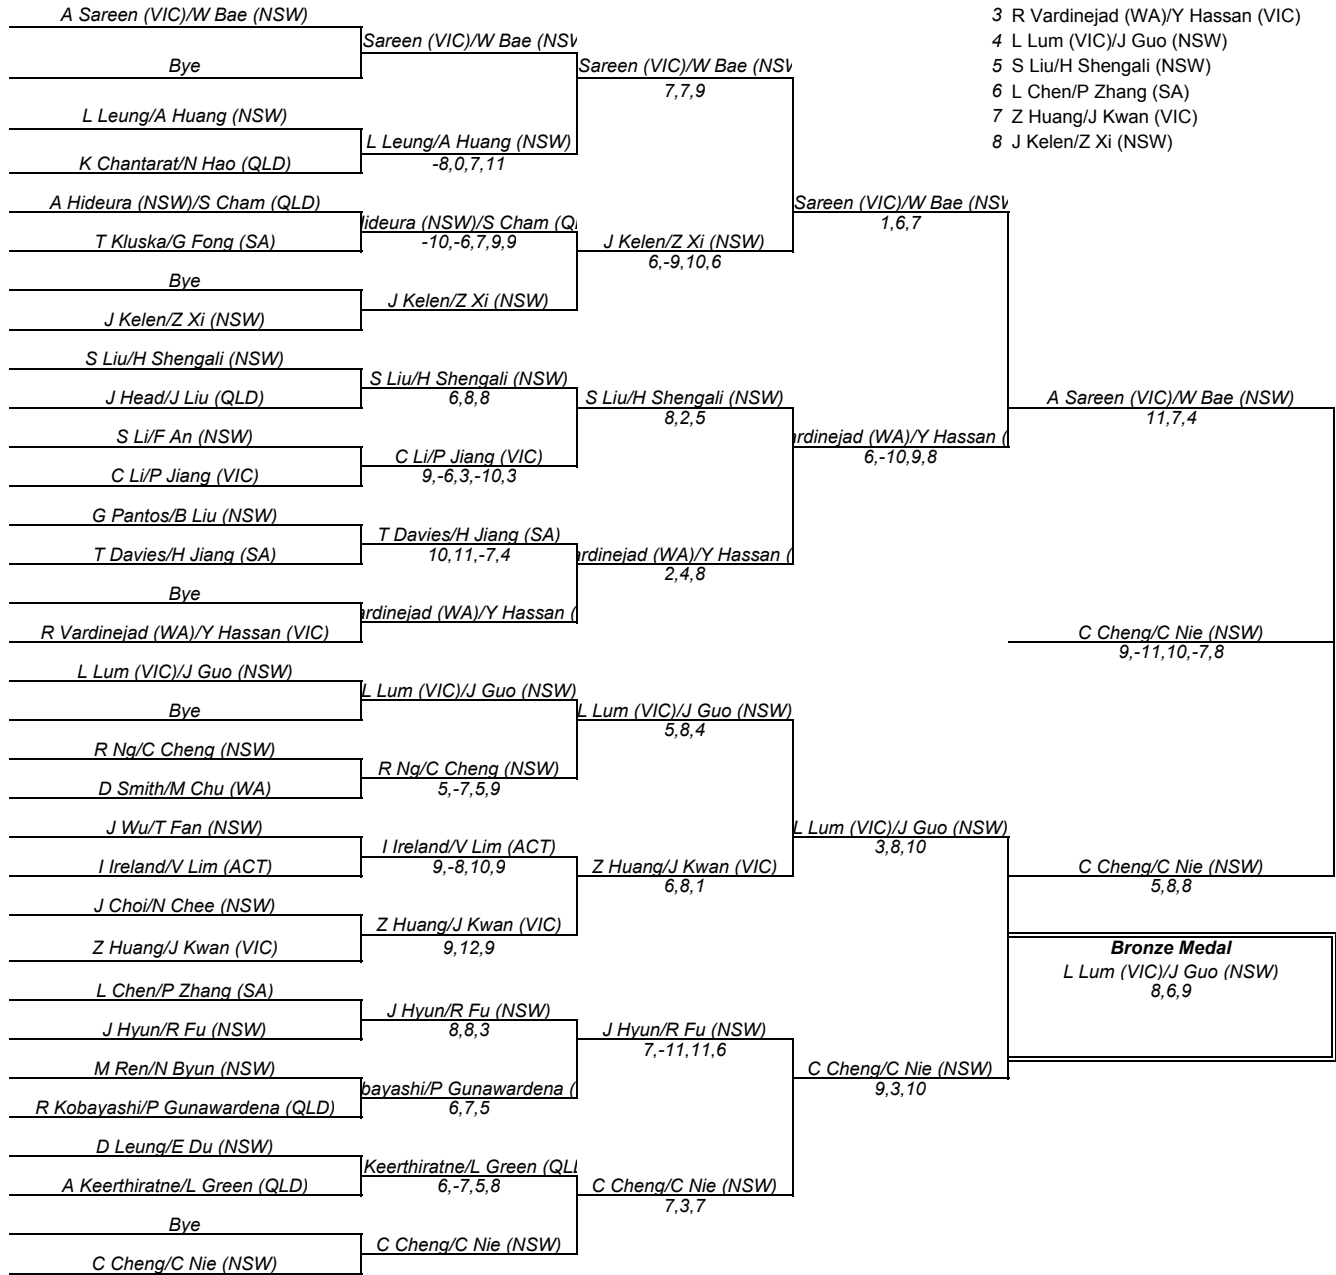 A Sareen (VIC)/W Bae (NSW)
Bye
L Leung/A Huang (NSW)
K Chantarat/N Hao (QLD)
A Hideura (NSW)/S Cham (QLD)
T Kluska/G Fong (SA)
Bye
J Kelen/Z Xi (NSW)
S Liu/H Shengali (NSW)
J Head/J Liu (QLD)
S Li/F An (NSW)
C Li/P Jiang (VIC)
G Pantos/B Liu (NSW)
T Davies/H Jiang (SA)
Bye
R Vardinejad (WA)/Y Hassan (VIC)
L Lum (VIC)/J Guo (NSW)
Bye
R Ng/C Cheng (NSW)
D Smith/M Chu (WA)
J Wu/T Fan (NSW)
I Ireland/V Lim (ACT)
J Choi/N Chee (NSW)
Z Huang/J Kwan (VIC)
L Chen/P Zhang (SA)
J Hyun/R Fu (NSW)
M Ren/N Byun (NSW)
R Kobayashi/P Gunawardena (QLD)
D Leung/E Du (NSW)
A Keerthiratne/L Green (QLD)
Bye
C Cheng/C Nie (NSW)
Sareen (VIC)/W Bae (NSW
L Leung/A Huang (NSW)
-8,0,7,11
ideura (NSW)/S Cham (Q
-10,-6,7,9,9
J Kelen/Z Xi (NSW)
S Liu/H Shengali (NSW)
6,8,8
C Li/P Jiang (VIC)
9,-6,3,-10,3
T Davies/H Jiang (SA)
10,11,-7,4
ardinejad (WA)/Y Hassan (
L Lum (VIC)/J Guo (NSW)
R Ng/C Cheng (NSW)
5,-7,5,9
I Ireland/V Lim (ACT)
9,-8,10,9
Z Huang/J Kwan (VIC)
9,12,9
J Hyun/R Fu (NSW)
8,8,3
bayashi/P Gunawardena (
6,7,5
Keerthiratne/L Green (QL
6,-7,5,8
C Cheng/C Nie (NSW)
Sareen (VIC)/W Bae (NSW
7,7,9
J Kelen/Z Xi (NSW)
6,-9,10,6
S Liu/H Shengali (NSW)
8,2,5
ardinejad (WA)/Y Hassan (
2,4,8
L Lum (VIC)/J Guo (NSW)
5,8,4
Z Huang/J Kwan (VIC)
6,8,1
J Hyun/R Fu (NSW)
7,-11,11,6
C Cheng/C Nie (NSW)
7,3,7
Sareen (VIC)/W Bae (NSW
1,6,7
ardinejad (WA)/Y Hassan (
6,-10,9,8
L Lum (VIC)/J Guo (NSW)
3,8,10
C Cheng/C Nie (NSW)
9,3,10
3 R Vardinejad (WA)/Y Hassan (VIC)
4 L Lum (VIC)/J Guo (NSW)
5 S Liu/H Shengali (NSW)
6 L Chen/P Zhang (SA)
7 Z Huang/J Kwan (VIC)
8 J Kelen/Z Xi (NSW)
A Sareen (VIC)/W Bae (NSW)
11,7,4
C Cheng/C Nie (NSW)
9,-11,10,-7,8
C Cheng/C Nie (NSW)
5,8,8
Bronze Medal
L Lum (VIC)/J Guo (NSW)
8,6,9